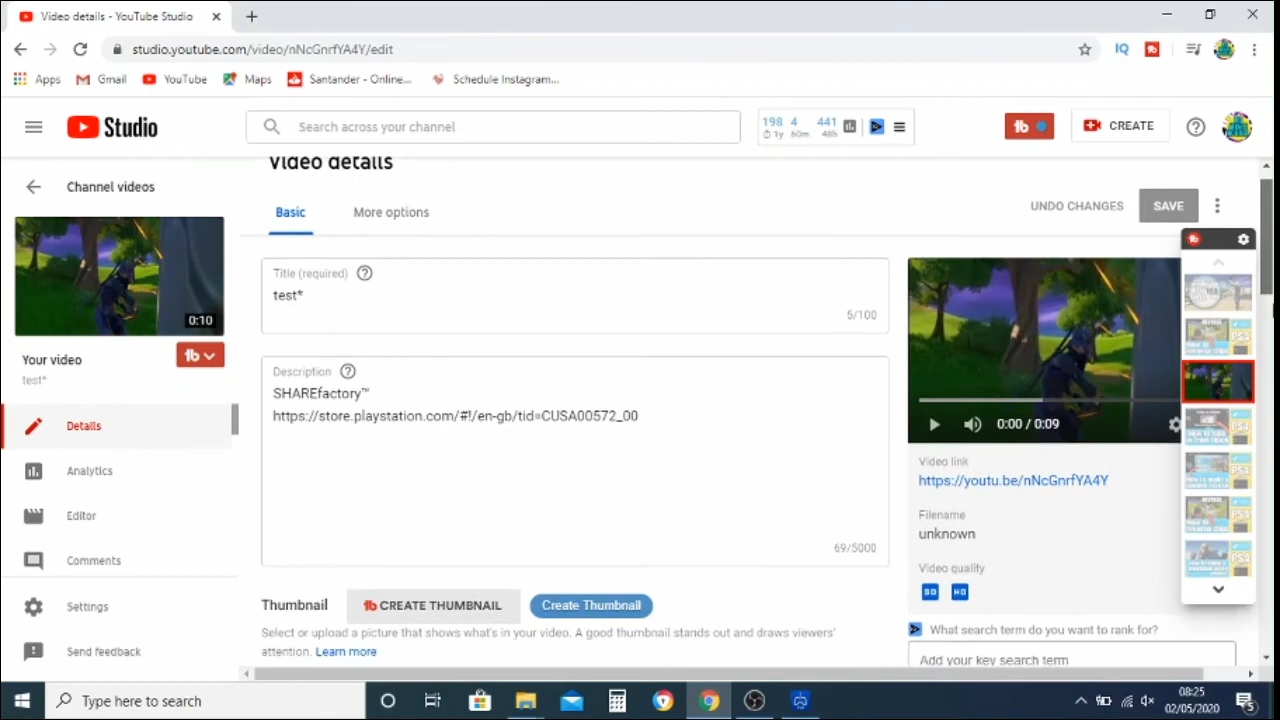 Video details - YouTube Studio
studio.youtube.com/video/nNcGnrfYA4Y/edit
Apps
Gmail
YouTube
Maps
Santander - Online...
Schedule Instagram...
Studio
Search across your channel
198 4 441
1y 60m 48h
CREATE
Channel videos
Video details
Basic
More options
UNDO CHANGES
SAVE
0:10
Your video
test*
Details
Analytics
Editor
Comments
Settings
Send feedback
Title (required)
test*
5/100
Description
SHAREfactory™
https://store.playstation.com/#!/en-gb/tid=CUSA00572_00
69/5000
Thumbnail
CREATE THUMBNAIL
Create Thumbnail
Select or upload a picture that shows what's in your video. A good thumbnail stands out and draws viewers'
attention. Learn more
0:00 / 0:09
Video link
https://youtu.be/nNcGnrfYA4Y
Filename
unknown
Video quality
SD HD
What search term do you want to rank for?
Add your key search term
Type here to search
08:25
02/05/2020
5